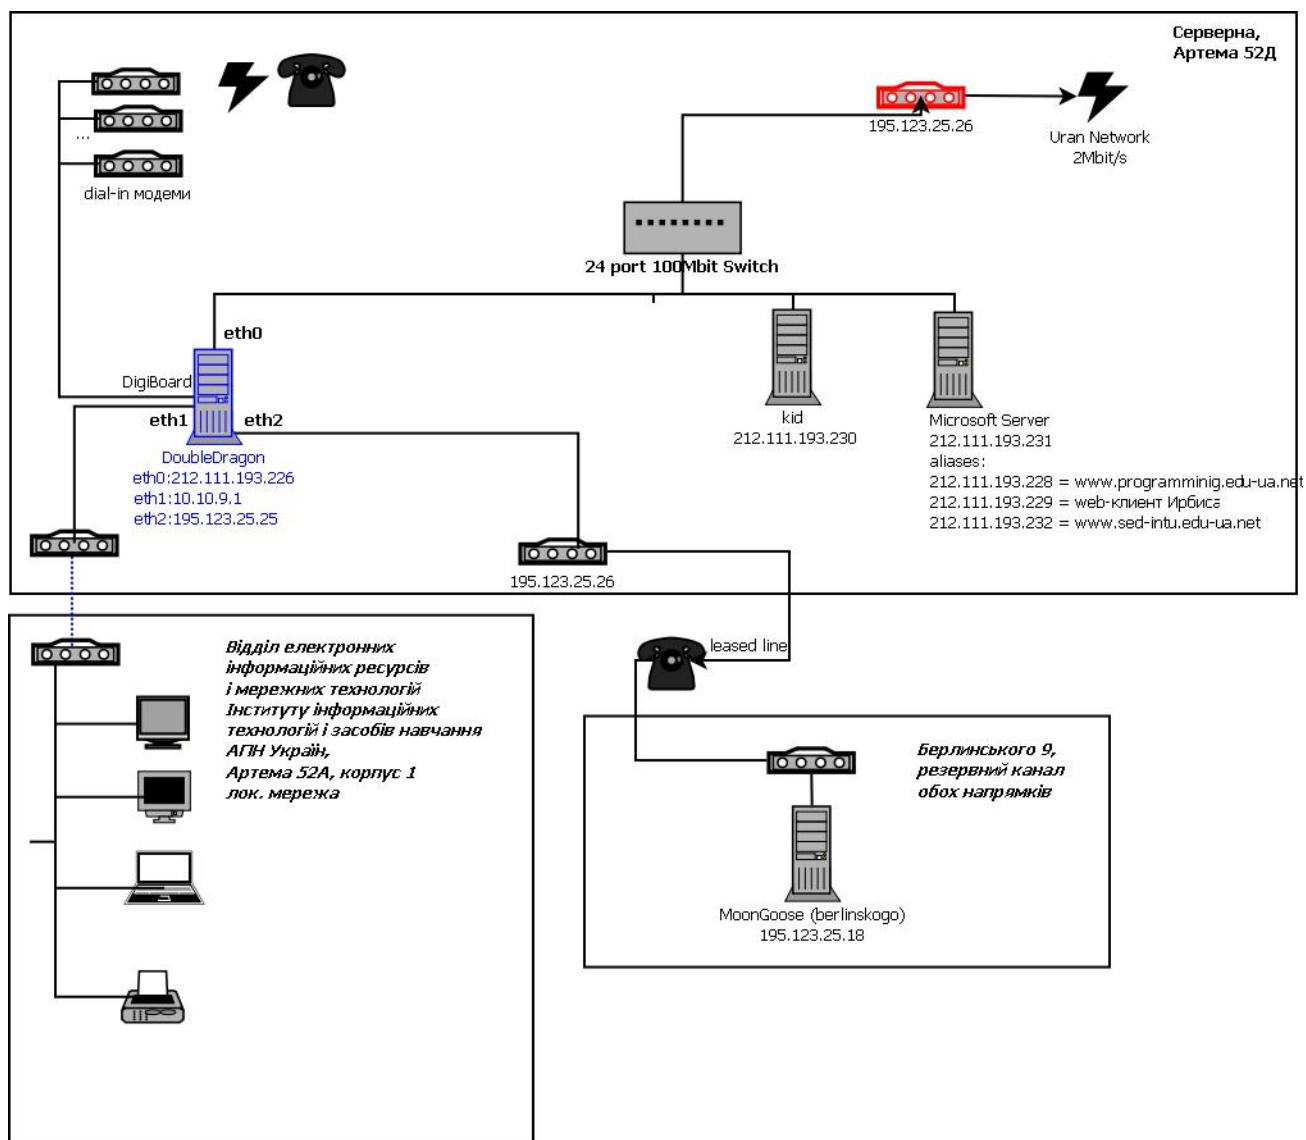 Серверна,
Артема 52Д
195.123.25.26
Uran Network
2Mbit/s
...
dial-in модеми
24 port 100Mbit Switch
eth0
DigiBoard
eth1
eth2
DoubleDragon
eth0:212.111.193.226
eth1:10.10.9.1
eth2:195.123.25.25
kid
212.111.193.230
Microsoft Server
212.111.193.231
aliases:
212.111.193.228 = www.programminig.edu-ua.net
212.111.193.229 = web-клиент Ирбиса
212.111.193.232 = www.sed-intu.edu-ua.net
195.123.25.26
leased line
Відділ електронних
інформаційних ресурсів
і мережних технологій
Інституту інформаційних
технологій і засобів навчання
АПН Україн,
Артема 52А, корпус 1
лок. мережа
Берлинського 9,
резервний канал
обох напрямків
MoonGoose (berlinskogo)
195.123.25.18